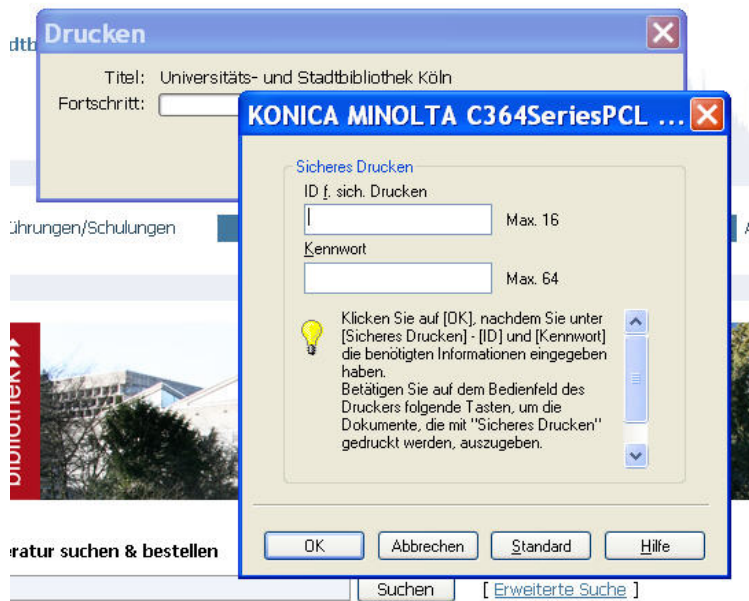 dtb
Drucken
Titel: Universitäts- und Stadtbibliothek Köln
Fortschritt:
KONICA MINOLTA C364SeriesPCL ...
Sicheres Drucken
ID f. sich. Drucken
Max. 16
Kennwort
Max. 64
Klicken Sie auf [OK], nachdem Sie unter
[Sicheres Drucken] - [ID] und [Kennwort]
die benötigten Informationen eingegeben
haben.
Betätigen Sie auf dem Bedienfeld des
Druckers folgende Tasten, um die
Dokumente, die mit "Sicheres Drucken"
gedruckt werden, auszugeben.
OK Abbrechen Standard Hilfe
ührungen/Schulungen
A
bibliothek
eratur suchen & bestellen
Suchen [ Erweiterte Suche ]